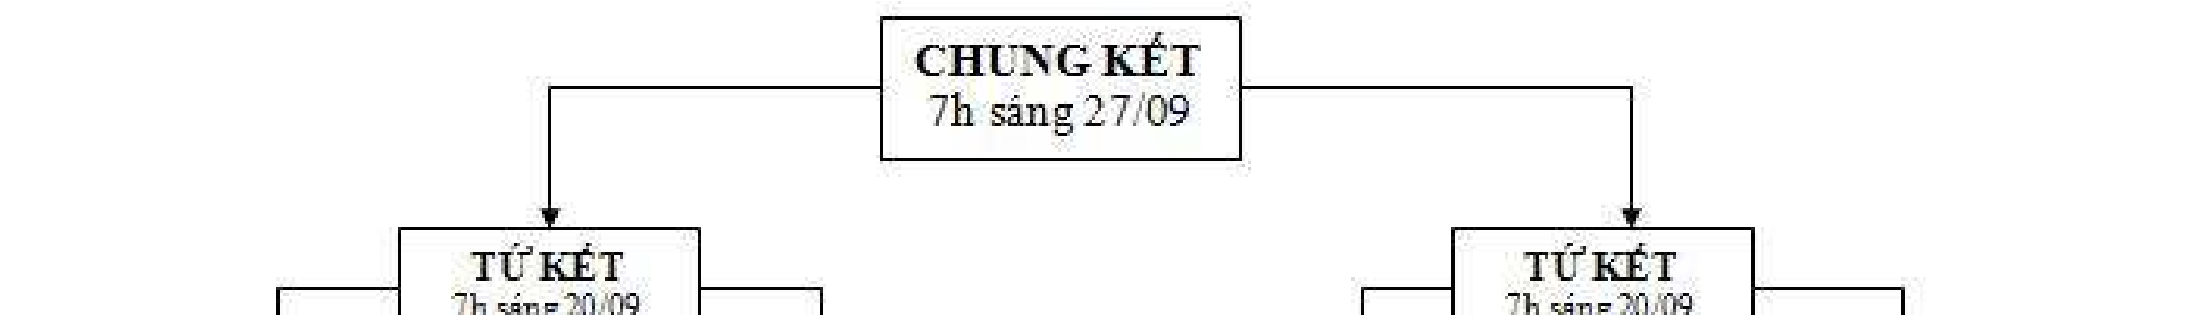 CHUNG KẾT
7h sáng 27/09
TỨ KẾT
7h sáng 20/09
TỨ KẾT
7h sáng 20/09